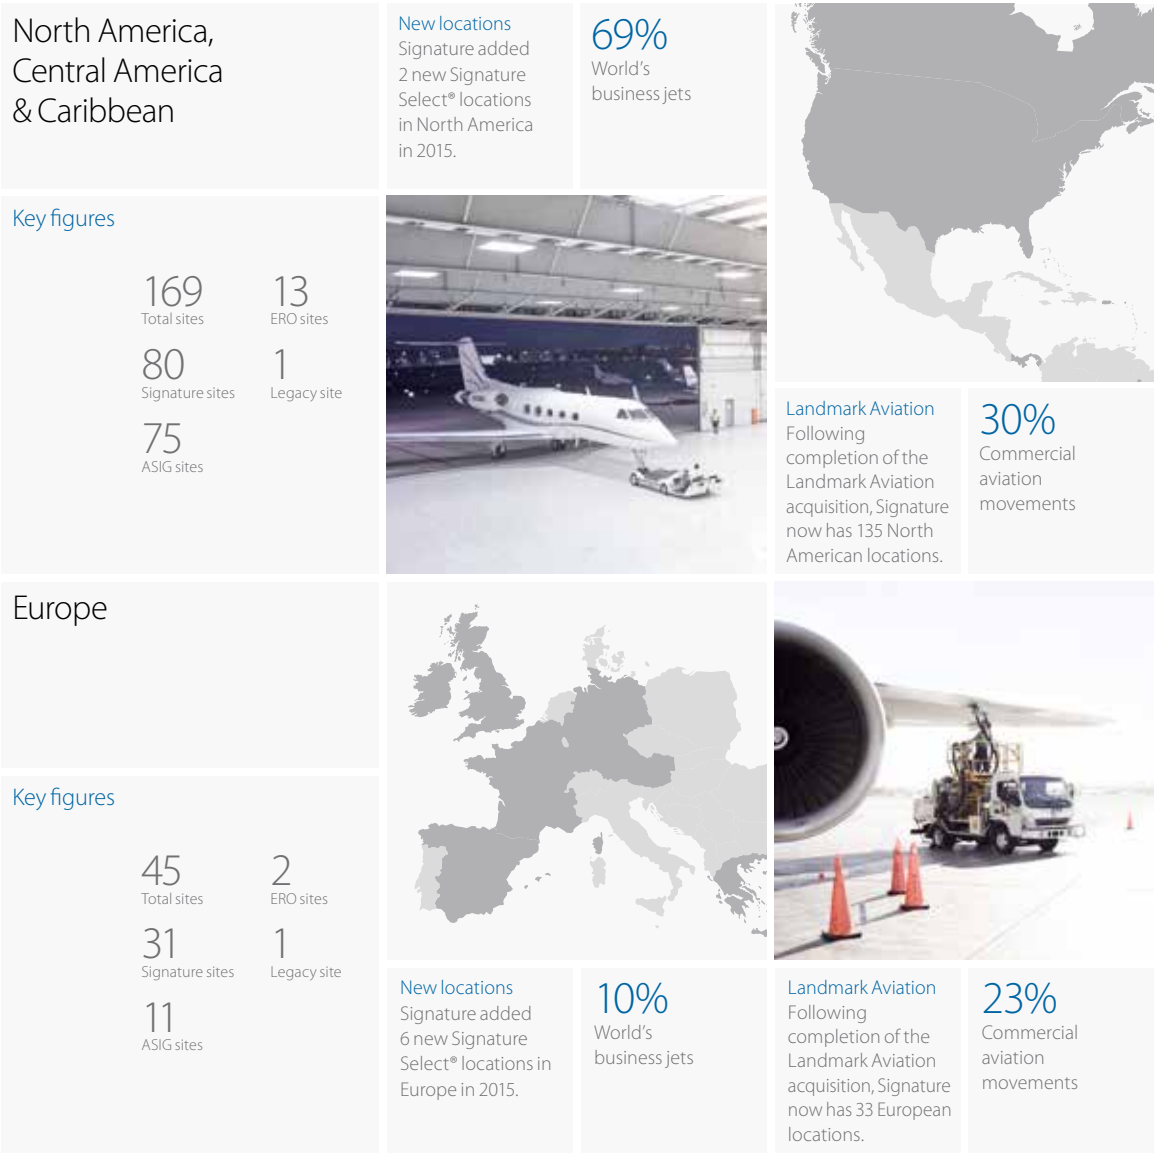 North America,
Central America
& Caribbean
New locations
Signature added
2 new Signature
Select® locations
in North America
in 2015.
69%
World's
business jets
Key figures
169
Total sites
13
ERO sites
80
Signature sites
1
Legacy site
75
ASIG sites
Landmark Aviation
Following
completion of the
Landmark Aviation
acquisition, Signature
now has 135 North
American locations.
30%
Commercial
aviation
movements
Europe
Key figures
45
Total sites
2
ERO sites
31
Signature sites
1
Legacy site
11
ASIG sites
New locations
Signature added
6 new Signature
Select® locations in
Europe in 2015.
10%
World's
business jets
Landmark Aviation
Following
completion of the
Landmark Aviation
acquisition, Signature
now has 33 European
locations.
23%
Commercial
aviation
movements